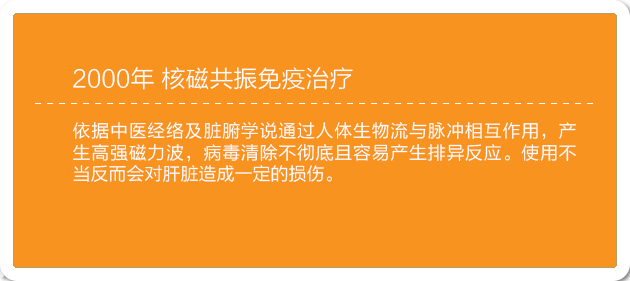 2000年 核磁共振免疫治疗
依据中医经络及脏腑学说通过人体生物流与脉冲相互作用，产
生高强磁力波，病毒清除不彻底且容易产生排异反应。使用不
当反而会对肝脏造成一定的损伤。